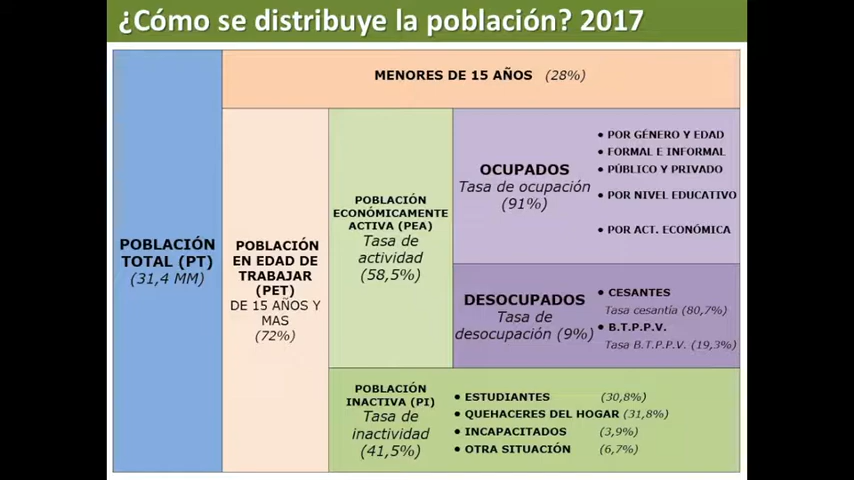 ¿Cómo se distribuye la población? 2017
MENORES DE 15 AÑOS (28%)
POBLACIÓN
TOTAL (PT)
(31,4 MM)
POBLACIÓN
EN EDAD DE
TRABAJAR
(PET)
DE 15 AÑOS Y
MAS
(72%)
POBLACIÓN
ECONÓMICAMENTE
ACTIVA (PEA)
Tasa de
actividad
(58,5%)
OCUPADOS
Tasa de ocupación
(91%)
• POR GÉNERO Y EDAD
• FORMAL E INFORMAL
• PÚBLICO Y PRIVADO
• POR NIVEL EDUCATIVO
• POR ACT. ECONÓMICA
DESOCUPADOS
Tasa de
desocupación (9%)
• CESANTES
Tasa cesantía (80,7%)
• B.T.P.P.V.
Tasa B.T.P.P.V. (19,3%)
POBLACIÓN
INACTIVA (PI)
Tasa de
inactividad
(41,5%)
• ESTUDIANTES (30,8%)
• QUEHACERES DEL HOGAR (31,8%)
• INCAPACITADOS (3,9%)
• OTRA SITUACIÓN (6,7%)